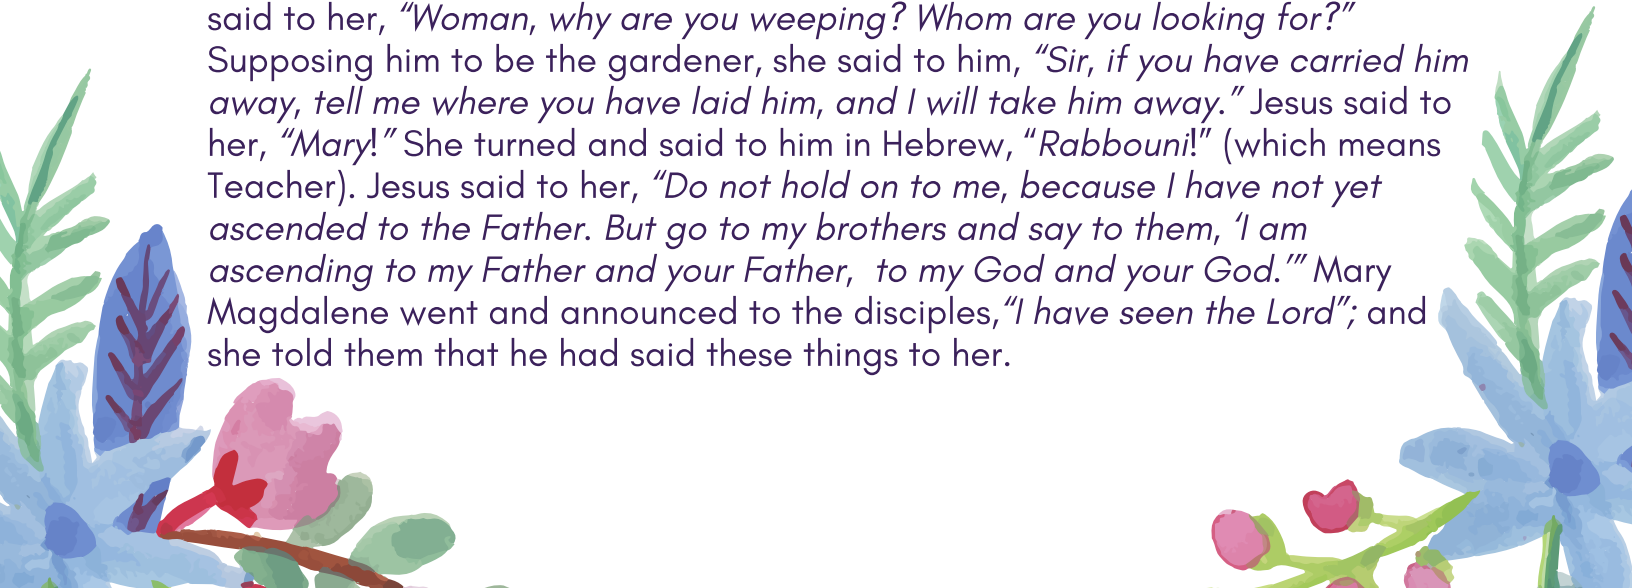 said to her, “Woman, why are you weeping? Whom are you looking for?”
Supposing him to be the gardener, she said to him, “Sir, if you have carried him
away, tell me where you have laid him, and I will take him away.” Jesus said to
her, “Mary!” She turned and said to him in Hebrew, “Rabbouni!” (which means
Teacher). Jesus said to her, “Do not hold on to me, because I have not yet
ascended to the Father. But go to my brothers and say to them, ‘I am
ascending to my Father and your Father,  to my God and your God.’” Mary
Magdalene went and announced to the disciples,“I have seen the Lord”; and
she told them that he had said these things to her.